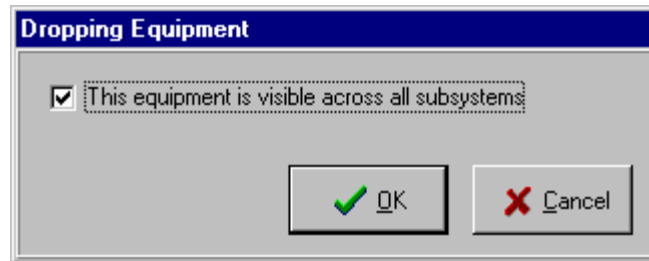 Dropping Equipment
This equipment is visible across all subsystems
OK
Cancel